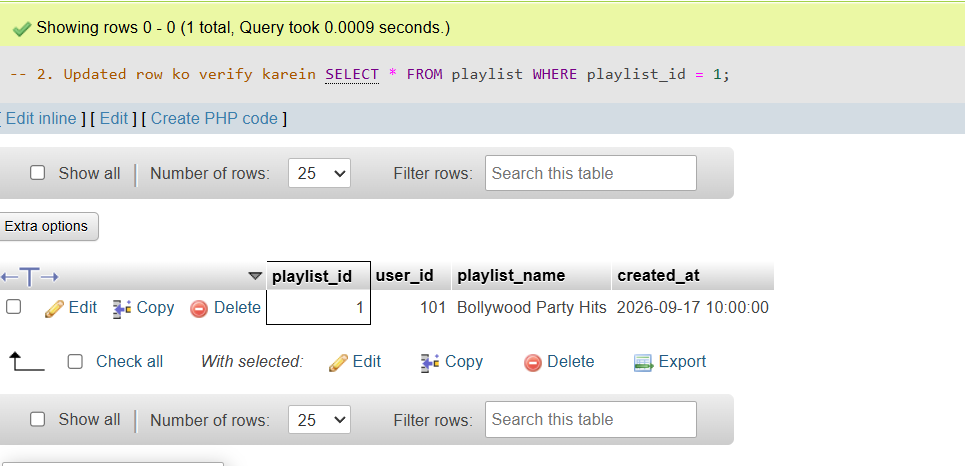 Showing rows 0 - 0 (1 total, Query took 0.0009 seconds.)
-- 2. Updated row ko verify karein SELECT * FROM playlist WHERE playlist_id = 1;
[ Edit inline ] [ Edit ] [ Create PHP code ]
Show all Number of rows: 25 Filter rows: Search this table
Extra options
playlist_id user_id playlist_name created_at
Edit Copy Delete 1 101 Bollywood Party Hits 2026-09-17 10:00:00
Check all With selected: Edit Copy Delete Export
Show all Number of rows: 25 Filter rows: Search this table